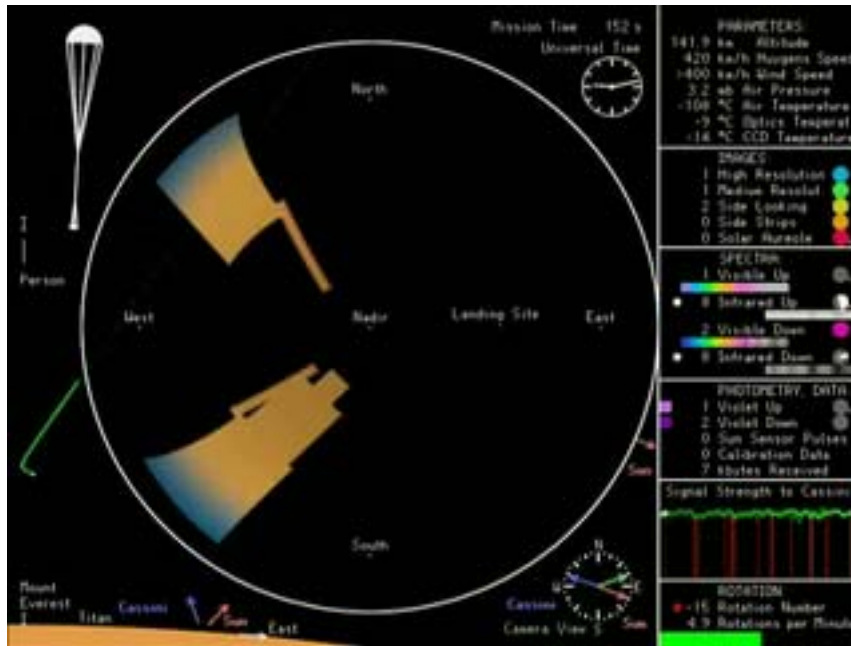 Mission Time 152 s
Universal Time
North
West
Nadir
Landing Site
East
South
Person
Mount
Everest
Titan
Cassini
Sun
East
Sun
N
E
S
W
Cassini
Sun
Camera View S
PARAMETERS:
141.9 km Altitude
420 km/h Huygens Speed
>400 km/h Wind Speed
3.2 mb Air Pressure
-108 °C Air Temperature
-9 °C Optics Temperat
-14 °C CCD Temperatur
IMAGES:
1 High Resolution
1 Medium Resolut.
2 Side Looking
0 Side Strips
0 Solar Aureole
SPECTRA:
1 Visible Up
8 Infrared Up
2 Visible Down
8 Infrared Down
PHOTOMETRY, DATA
1 Violet Up
2 Violet Down
0 Sun Sensor Pulses
0 Calibration Data
7 kbytes Received
Signal Strength to Cassini
ROTATION:
-15 Rotation Number
4.9 Rotations per Minute